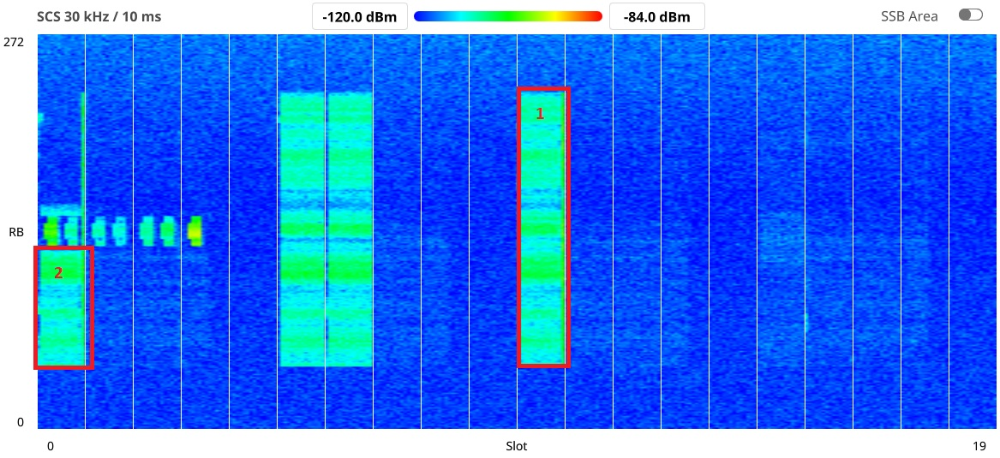 SCS 30 kHz / 10 ms
-120.0 dBm
-84.0 dBm
SSB Area
272
1
RB
2
0
0
Slot
19